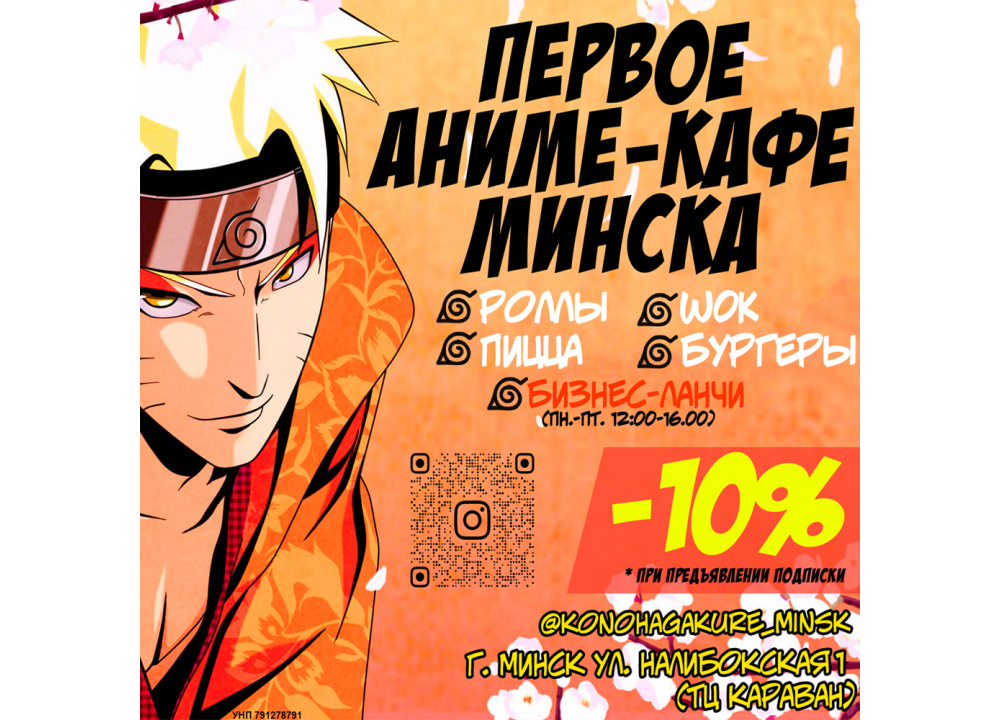 ПЕРВОЕ
АНИМЕ-КАФЕ
МИНСКА
РОЛЛЫ WOK
ПИЦЦА БУРГЕРЫ
БИЗНЕС-ЛАНЧИ
(ПН.-ПТ. 12:00-16.00)
-10%
* ПРИ ПРЕДЪЯВЛЕНИИ ПОДПИСКИ
@KONOHAGAKURE_MINSK
Г. МИНСК УЛ. НАЛИБОКСКАЯ 1
(ТЦ КАРАВАН)
УНП 791278791